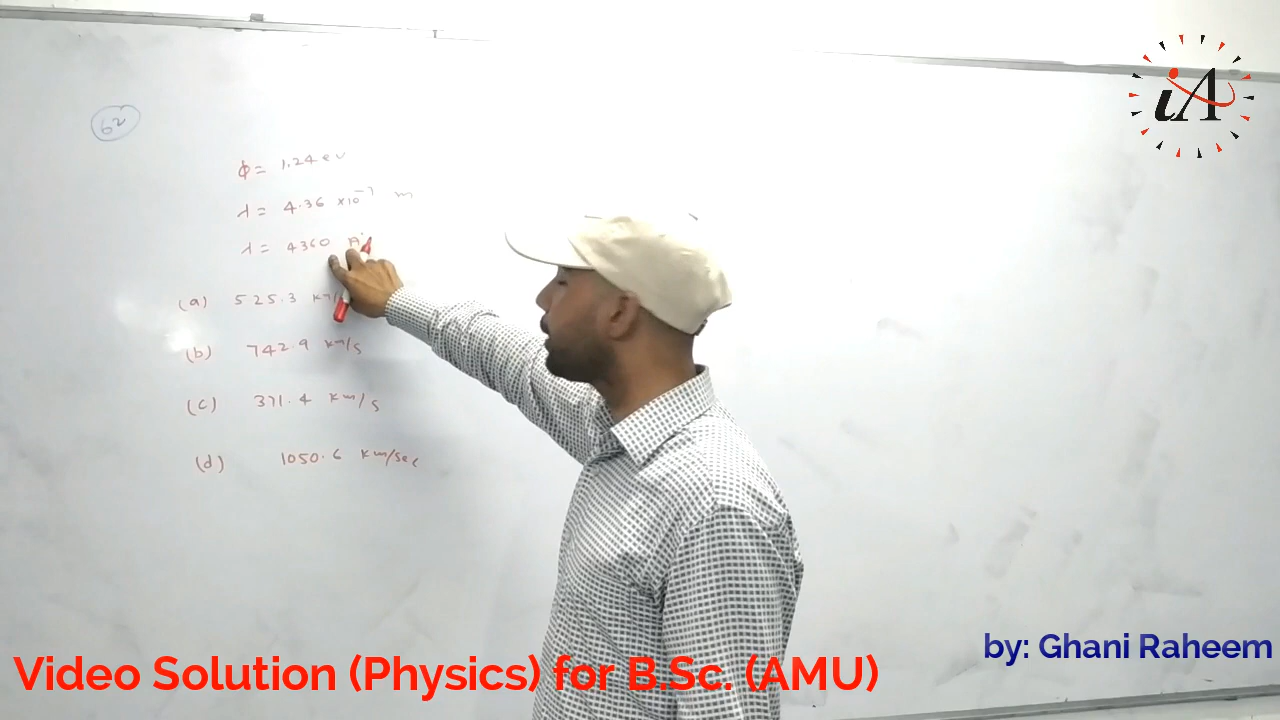 62
ϕ = 1.24 eV
λ = 4.36 ×10⁻⁷ m
λ = 4360 A°
(a) 525.3 km/
(b) 742.9 km/s
(c) 371.4 km/s
(d) 1050.6 km/sec
iA
by: Ghani Raheem
Video Solution (Physics) for B.Sc. (AMU)